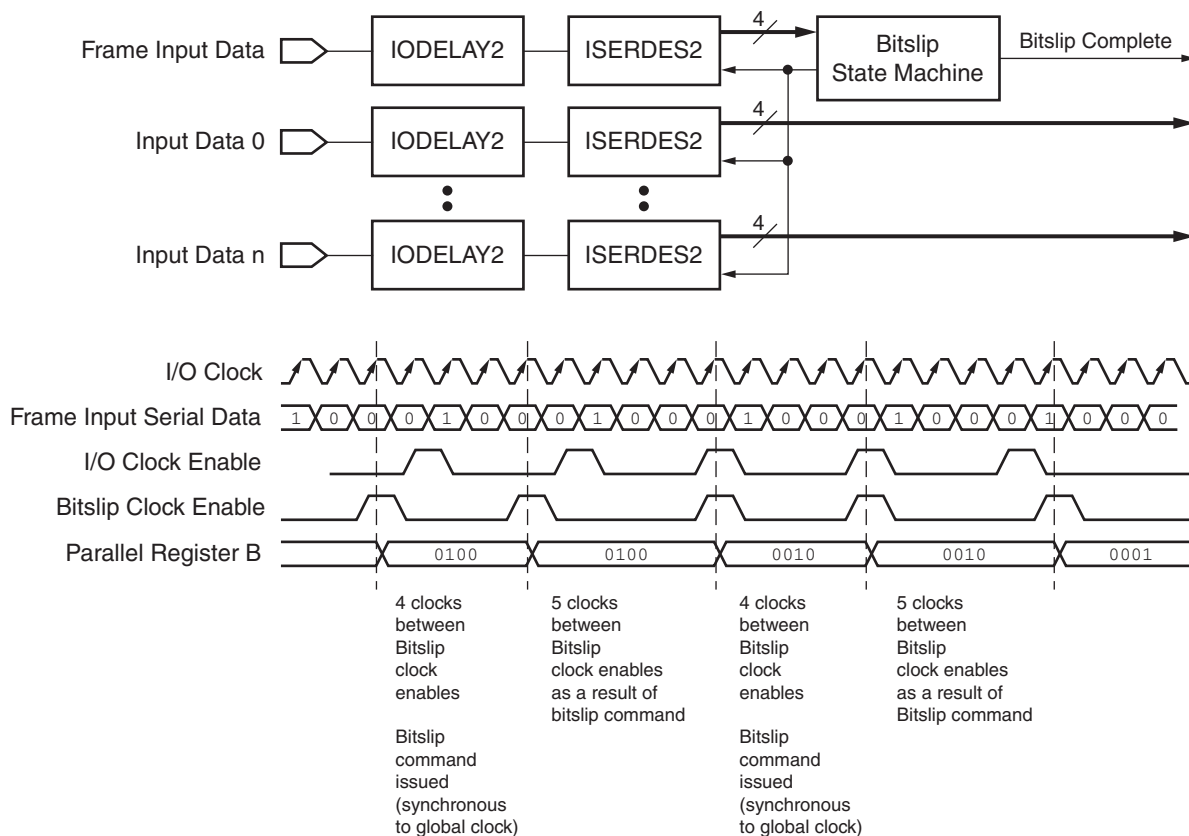 Frame Input Data
IODELAY2
ISERDES2
4
Bitslip
State Machine
Bitslip Complete
Input Data 0
IODELAY2
ISERDES2
4
Input Data n
IODELAY2
ISERDES2
4
I/O Clock
Frame Input Serial Data 1 0 0 0 1 0 0 0 1 0 0 0 1 0 0 0 1 0 0 0 1 0 0 0
I/O Clock Enable
Bitslip Clock Enable
Parallel Register B 0100 0100 0010 0010 0001
4 clocks
between
Bitslip
clock
enables
Bitslip
command
issued
(synchronous
to global clock)
5 clocks
between
Bitslip
clock enables
as a result of
bitslip command
4 clocks
between
Bitslip
clock
enables
Bitslip
command
issued
(synchronous
to global clock)
5 clocks
between
Bitslip
clock enables
as a result of
Bitslip command